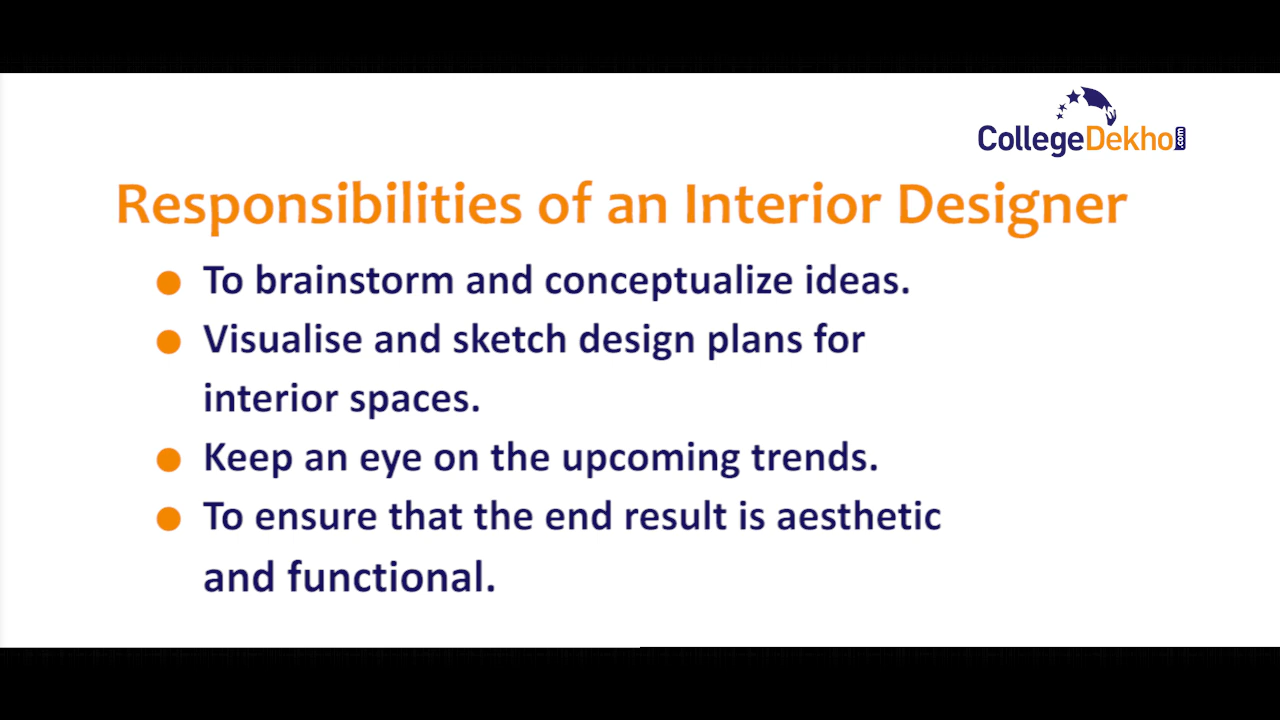 CollegeDekho.com
Responsibilities of an Interior Designer
To brainstorm and conceptualize ideas.
Visualise and sketch design plans for
interior spaces.
Keep an eye on the upcoming trends.
To ensure that the end result is aesthetic
and functional.